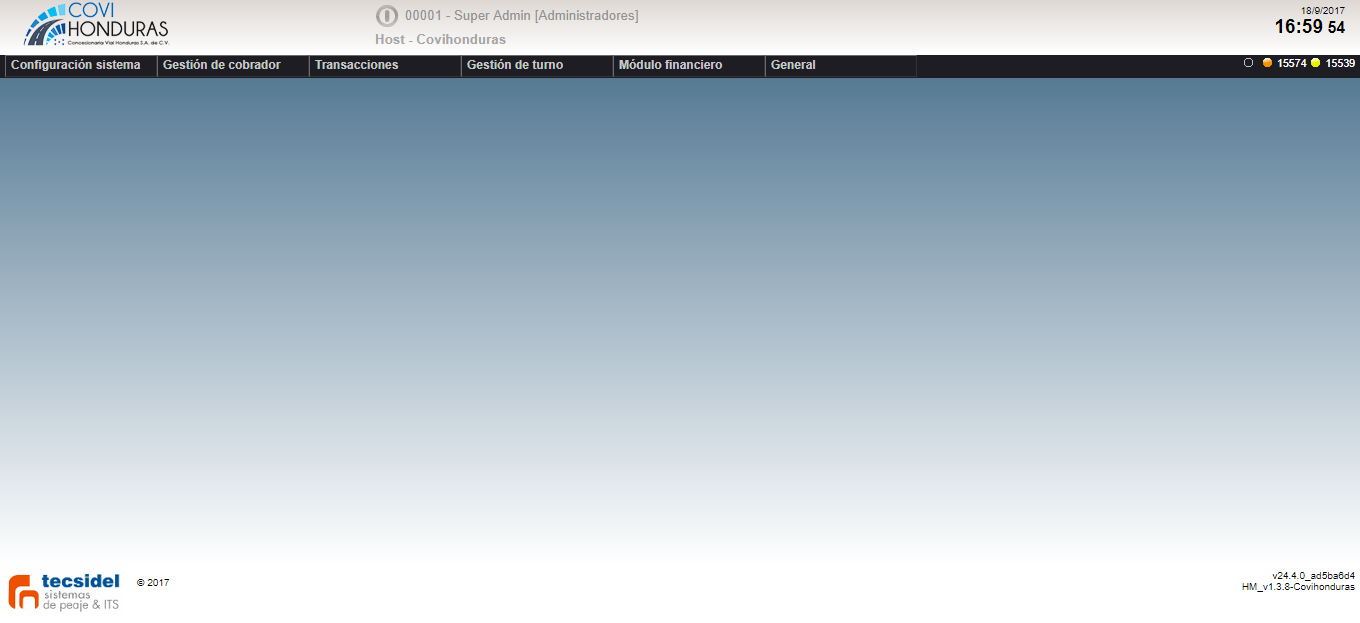 COVI
HONDURAS
Concesionaria Vial Honduras S.A. de C.V.
00001 - Super Admin [Administradores]
Host - Covihonduras
18/9/2017
16:59 54
Configuración sistema
Gestión de cobrador
Transacciones
Gestión de turno
Módulo financiero
General
15574
15539
tecsidel
sistemas
de peaje & ITS
© 2017
v24.4.0_ad5ba6d4
HM_v1.3.8-Covihonduras